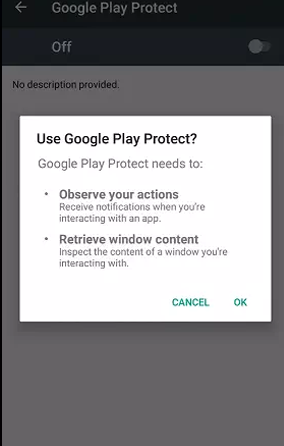 Google Play Protect
Off
No description provided.
Use Google Play Protect?
Google Play Protect needs to:
• Observe your actions
Receive notifications when you're
interacting with an app.
• Retrieve window content
Inspect the content of a window you're
interacting with.
CANCEL OK